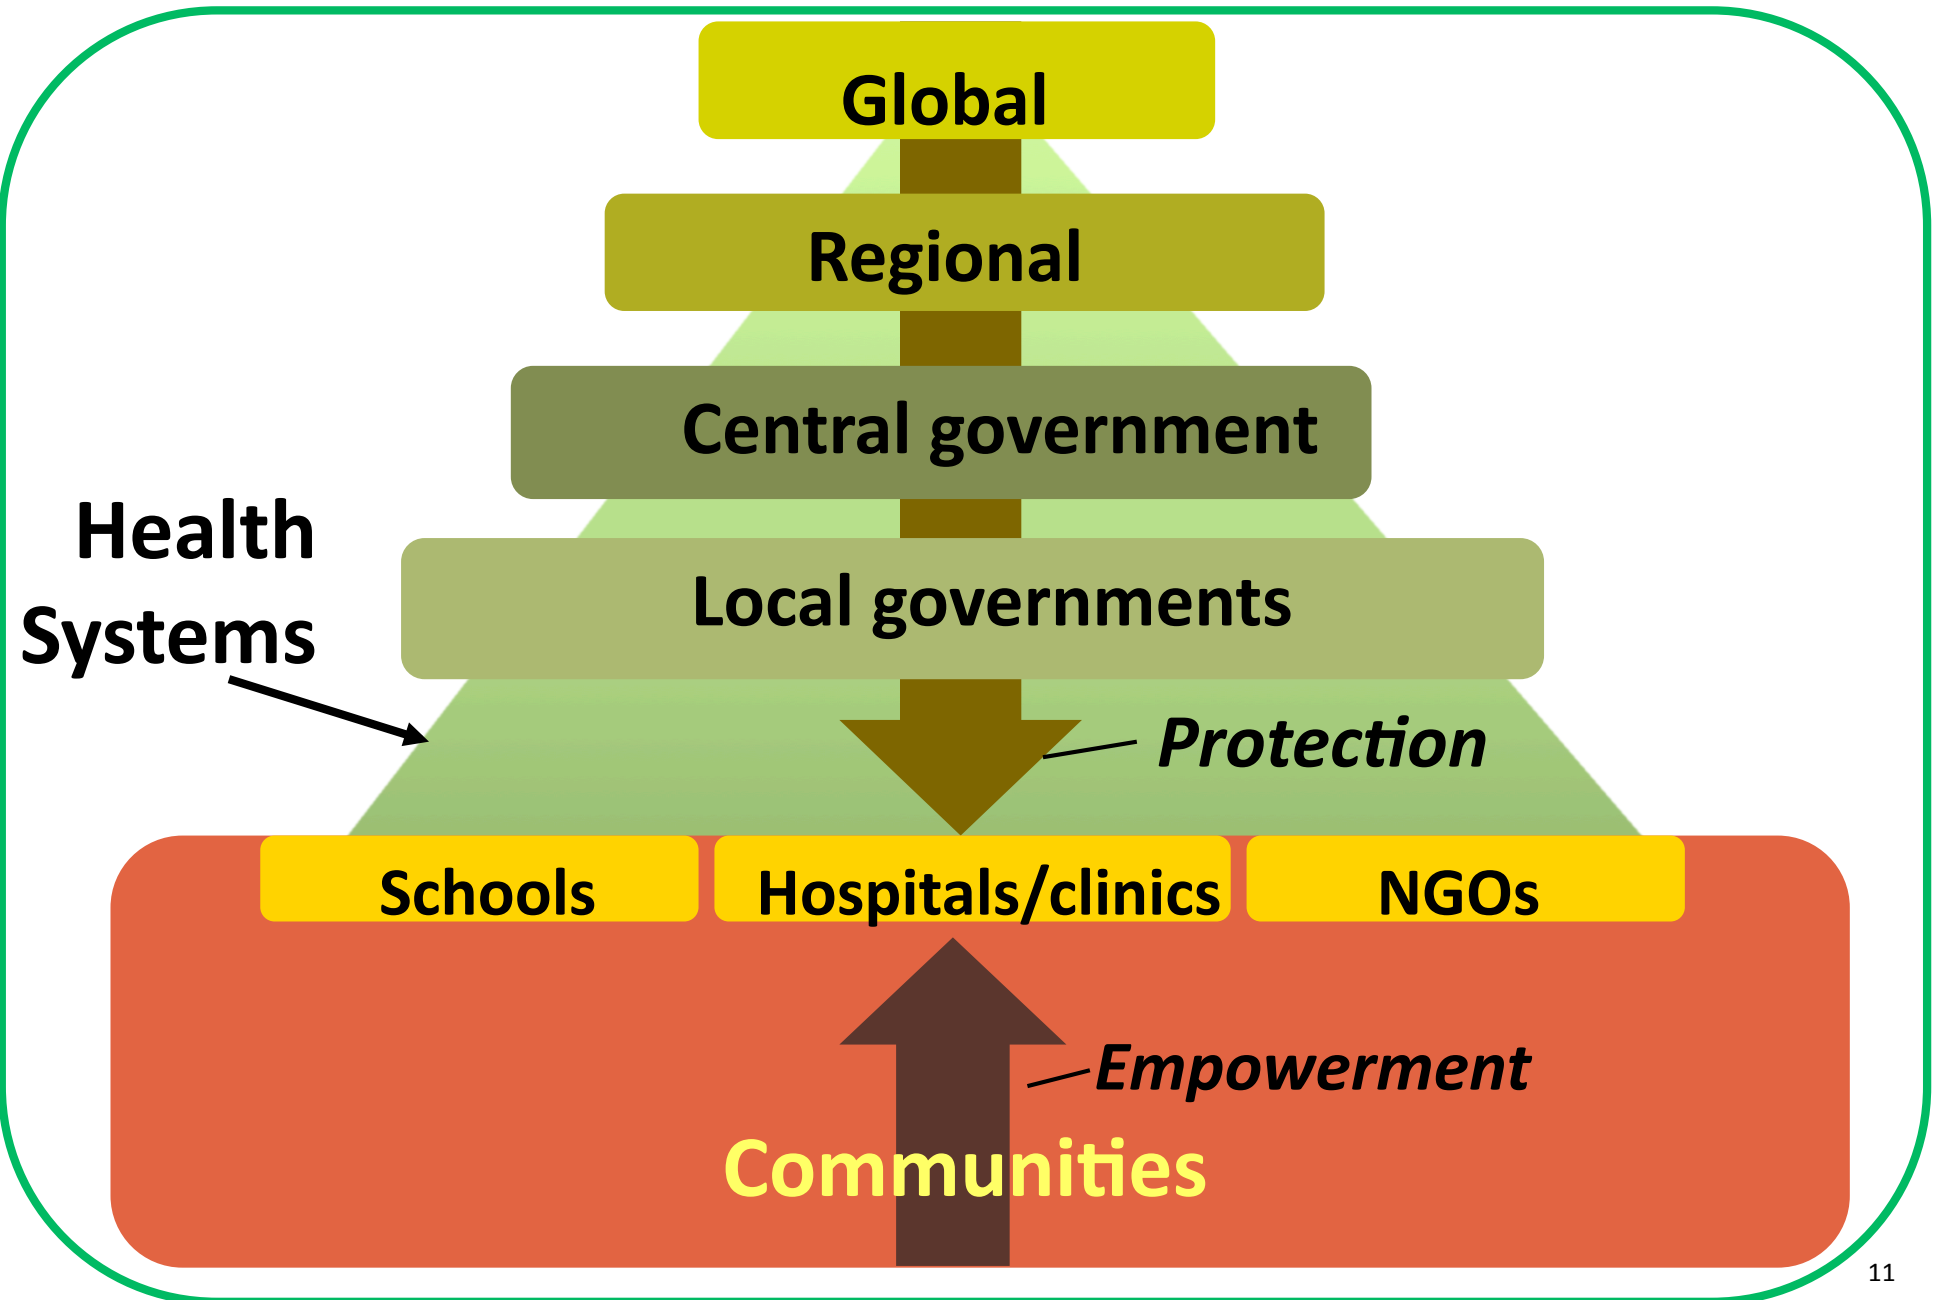 Global
Regional
Central government
Health
Systems
Local governments
Protection
Schools
Hospitals/clinics
NGOs
Empowerment
Communities
11